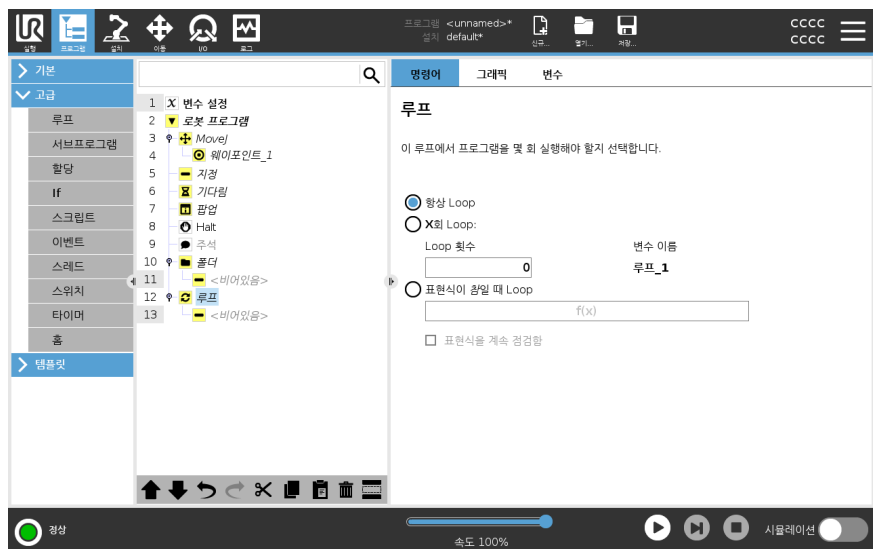 UR
프로그램 <unnamed>*
설치 default*
CCCC
CCCC
실행 프로그램 설치 이동 I/O 로그 신규... 열기... 저장...
기본
고급
루프
서브프로그램
할당
If
스크립트
이벤트
스레드
스위치
타이머
홈
템플릿
1 X 변수 설정
2 로봇 프로그램
3 MoveJ
4 웨이포인트_1
5 지정
6 기다림
7 팝업
8 Halt
9 주석
10 폴더
11 <비어있음>
12 루프
13 <비어있음>
명령어 그래픽 변수
루프
이 루프에서 프로그램을 몇 회 실행해야 할지 선택합니다.
항상 Loop
X회 Loop:
Loop 횟수 변수 이름
0 루프_1
표현식이 참일 때 Loop
f(x)
표현식을 계속 점검함
정상
속도 100%
시뮬레이션